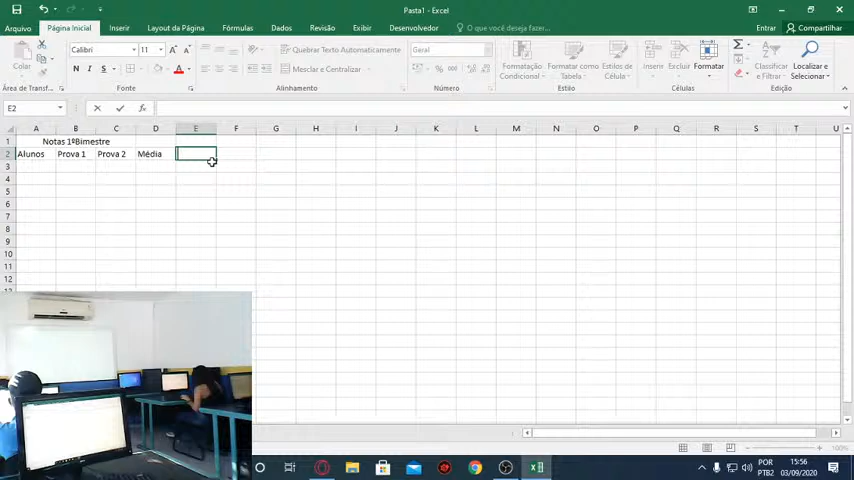 Pasta1 - Excel
Arquivo Página Inicial Inserir Layout da Página Fórmulas Dados Revisão Exibir Desenvolvedor O que você deseja fazer... Entrar Compartilhar
Calibri 11 A A Quebrar Texto Automaticamente Geral
Colar N I S A Mesclar e Centralizar % 000 Formatação Condicional Formatar como Tabela Estilos de Célula Inserir Excluir Formatar Classificar e Filtrar Localizar e Selecionar
Área de Transf... Fonte Alinhamento Número Estilo Células Edição
E2 fx
A B C D E F G H I J K L M N O P Q R S T U
1 Notas 1ºBimestre
2 Alunos Prova 1 Prova 2 Média
3
4
5
6
7
8
9
10
11
12
100%
POR 15:56
PTB2 03/09/2020